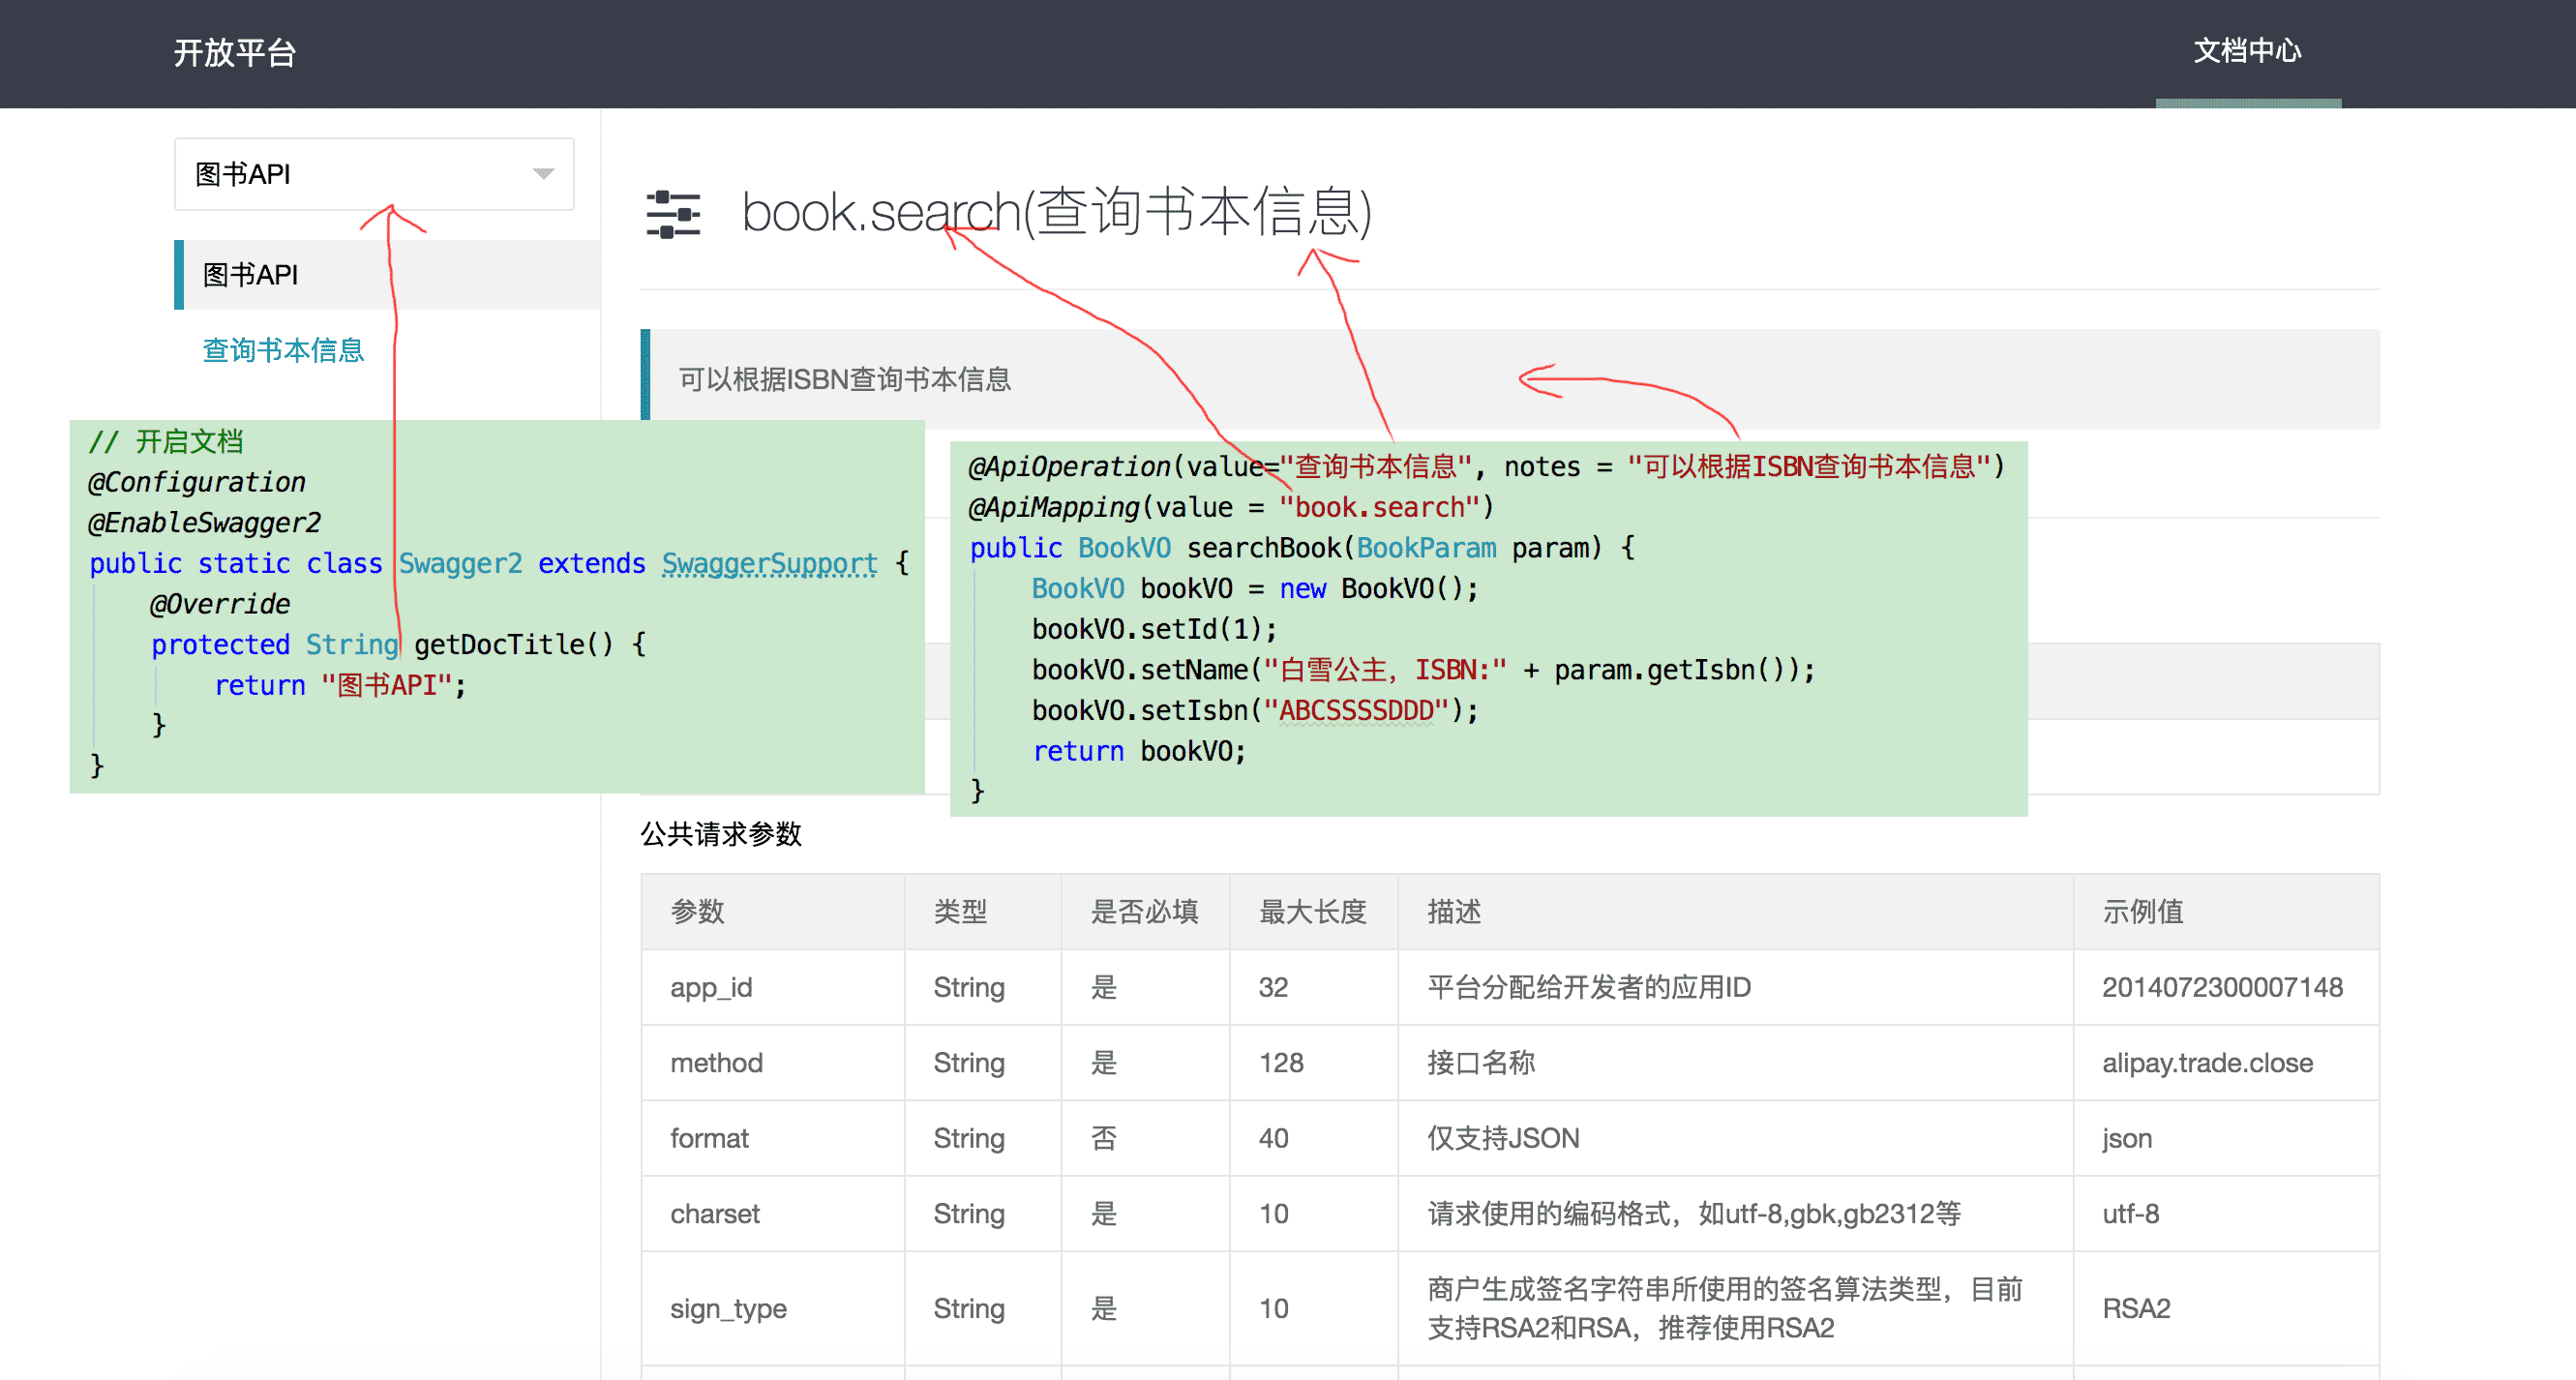 开放平台
文档中心
图书API
图书API
查询书本信息
book.search(查询书本信息)
可以根据ISBN查询书本信息
// 开启文档
@Configuration
@EnableSwagger2
public static class Swagger2 extends SwaggerSupport {
@Override
protected String getDocTitle() {
return "图书API";
}
}
@ApiOperation(value="查询书本信息", notes = "可以根据ISBN查询书本信息")
@ApiMapping(value = "book.search")
public BookVO searchBook(BookParam param) {
BookVO bookVO = new BookVO();
bookVO.setId(1);
bookVO.setName("白雪公主，ISBN:" + param.getIsbn());
bookVO.setIsbn("ABCSSSSDDD");
return bookVO;
}
公共请求参数
参数 类型 是否必填 最大长度 描述 示例值
app_id String 是 32 平台分配给开发者的应用ID 2014072300007148
method String 是 128 接口名称 alipay.trade.close
format String 否 40 仅支持JSON json
charset String 是 10 请求使用的编码格式，如utf-8,gbk,gb2312等 utf-8
sign_type String 是 10 商户生成签名字符串所使用的签名算法类型，目前
支持RSA2和RSA，推荐使用RSA2 RSA2